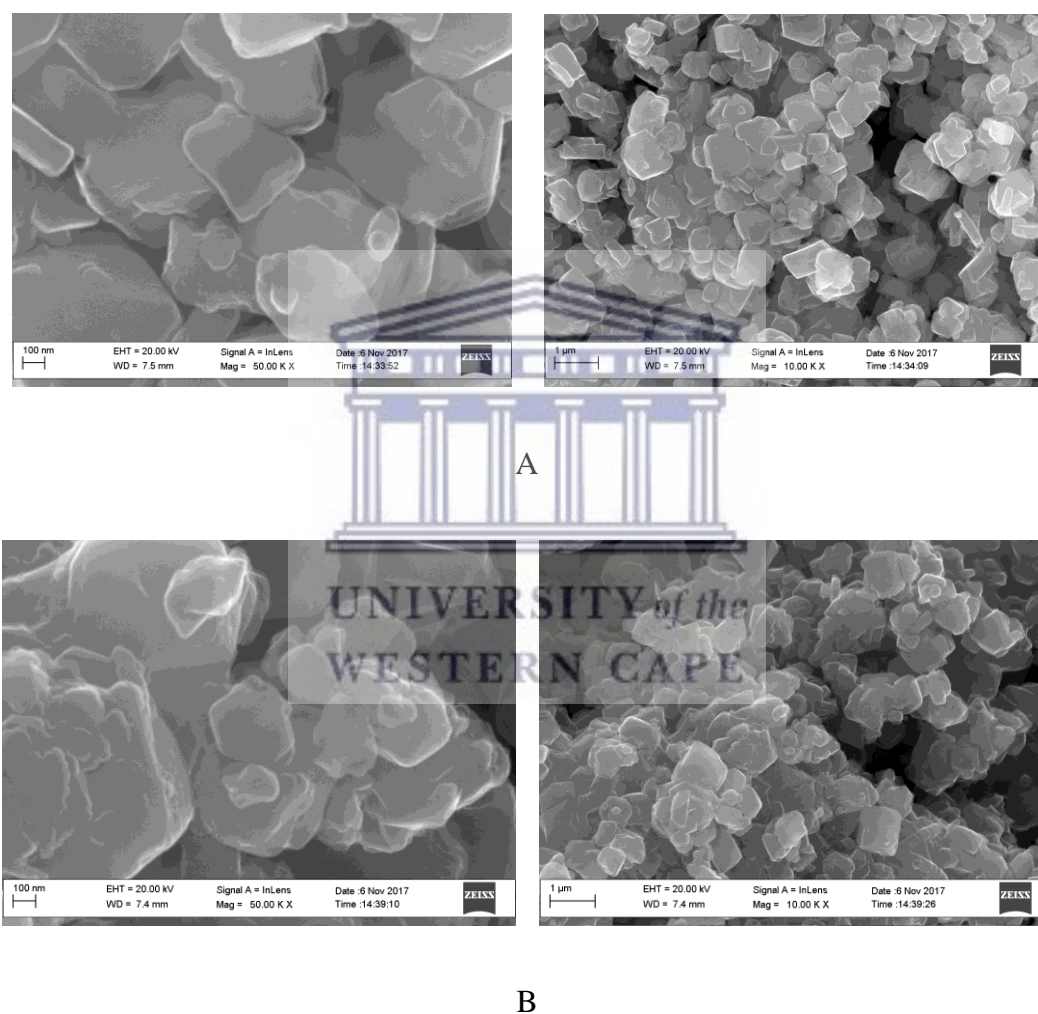 100 nm EHT = 20.00 kV Signal A = InLens Date :6 Nov 2017 ZEISS
WD = 7.5 mm Mag = 50.00 K X Time :14:33:52
1 µm EHT = 20.00 kV Signal A = InLens Date :6 Nov 2017 ZEISS
WD = 7.5 mm Mag = 10.00 K X Time :14:34:09
A
UNIVERSITY of the
WESTERN CAPE
100 nm EHT = 20.00 kV Signal A = InLens Date :6 Nov 2017 ZEISS
WD = 7.4 mm Mag = 50.00 K X Time :14:39:10
1 µm EHT = 20.00 kV Signal A = InLens Date :6 Nov 2017 ZEISS
WD = 7.4 mm Mag = 10.00 K X Time :14:39:26
B